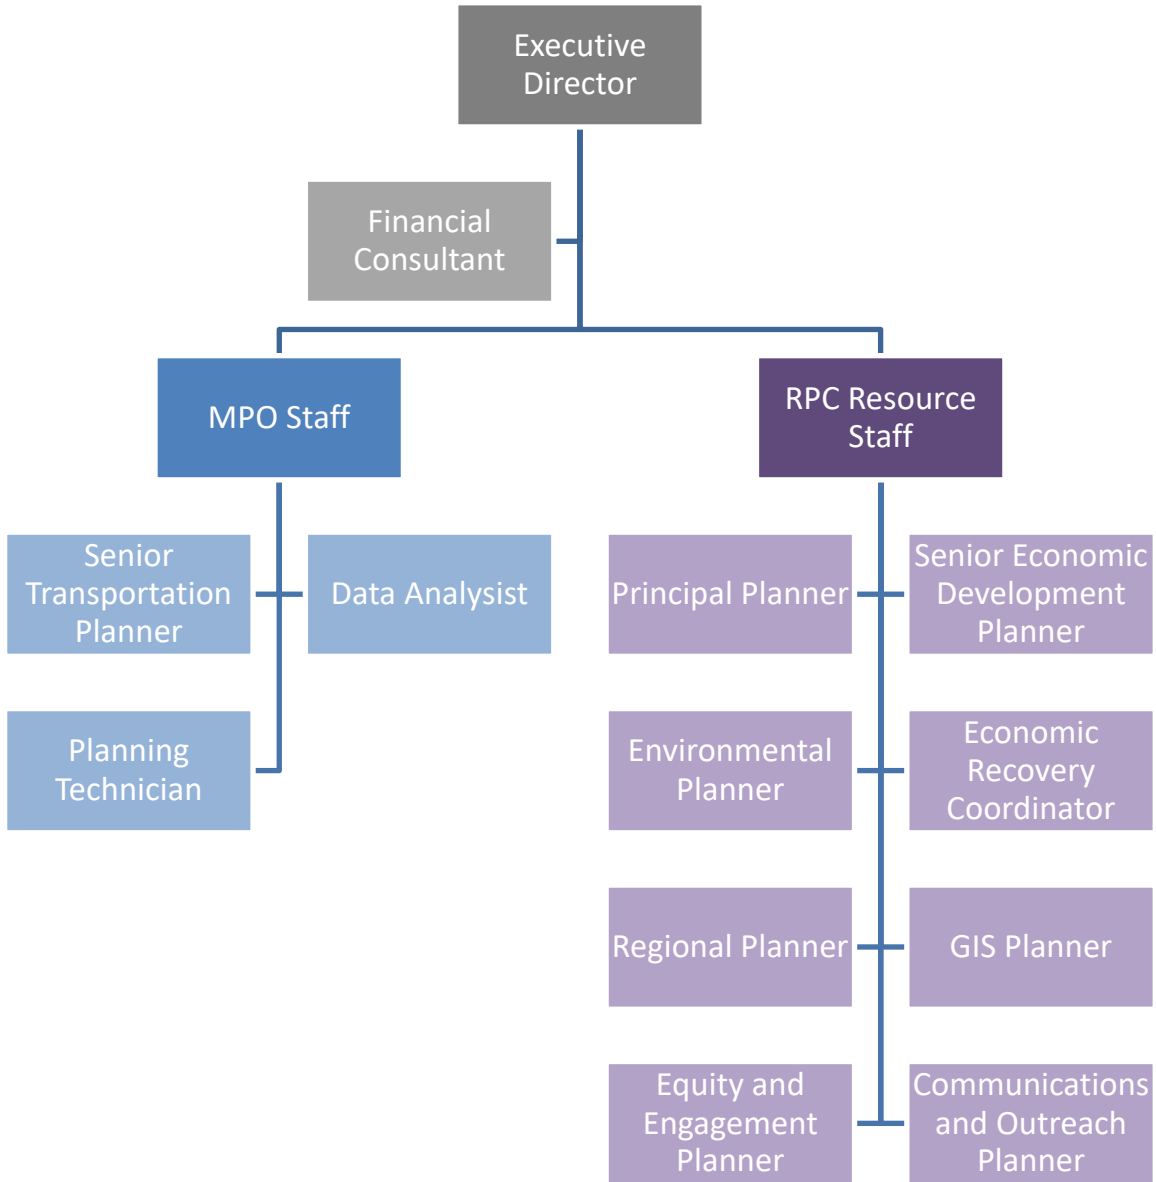 Executive
Director
Financial
Consultant
MPO Staff
RPC Resource
Staff
Senior
Transportation
Planner
Data Analysist
Planning
Technician
Principal Planner
Senior Economic
Development
Planner
Environmental
Planner
Economic
Recovery
Coordinator
Regional Planner
GIS Planner
Equity and
Engagement
Planner
Communications
and Outreach
Planner